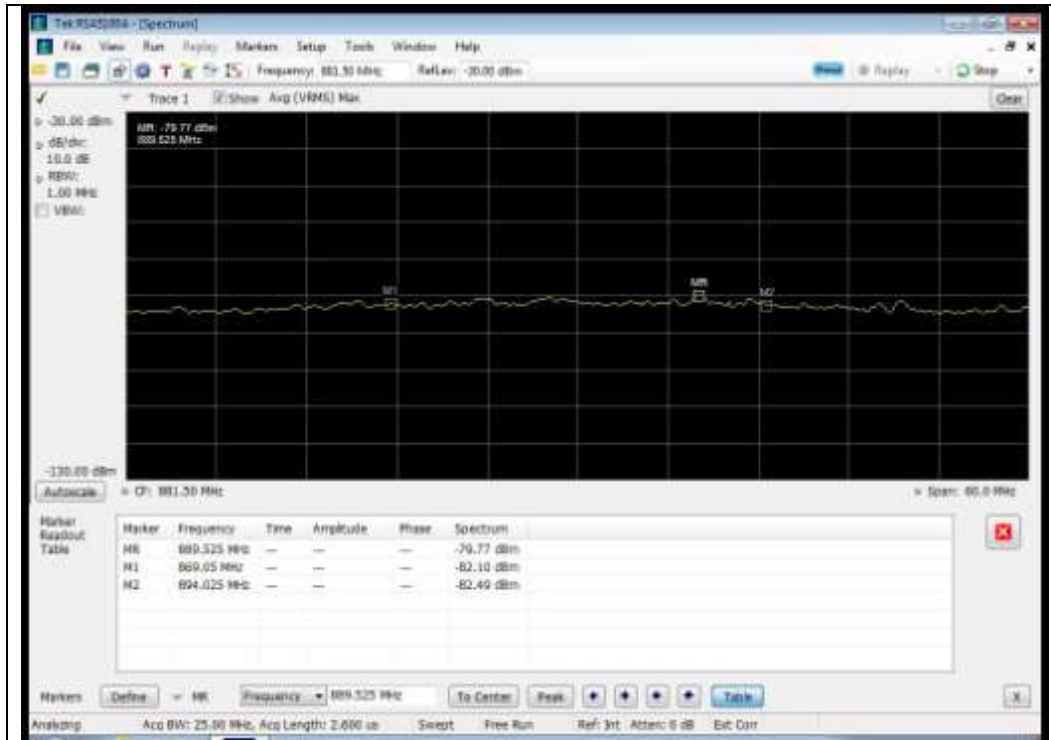 Tek RSA5100A - [Spectrum]
File View Run Replay Markers Setup Tools Window Help
Frequency: 881.50 MHz RefLev: -30.00 dBm Preset Replay Stop
Trace 1 Show Avg (VRMS) Max Clear
-30.00 dBm
dB/div:
10.0 dB
RBW:
1.00 MHz
VBW:
MR: -79.77 dBm
889.525 MHz
M1
MR
M2
-130.00 dBm
Autoscale CF: 881.50 MHz Span: 60.0 MHz
Marker
Readout
Table
Marker Frequency Time Amplitude Phase Spectrum
MR 889.525 MHz --- --- --- -79.77 dBm
M1 869.05 MHz --- --- --- -82.10 dBm
M2 894.025 MHz --- --- --- -82.49 dBm
Markers Define MR Frequency 889.525 MHz To Center Peak Table X
Analyzing Acq BW: 25.00 MHz, Acq Length: 2.600 us Swept Free Run Ref: Int Atten: 0 dB Ext Corr